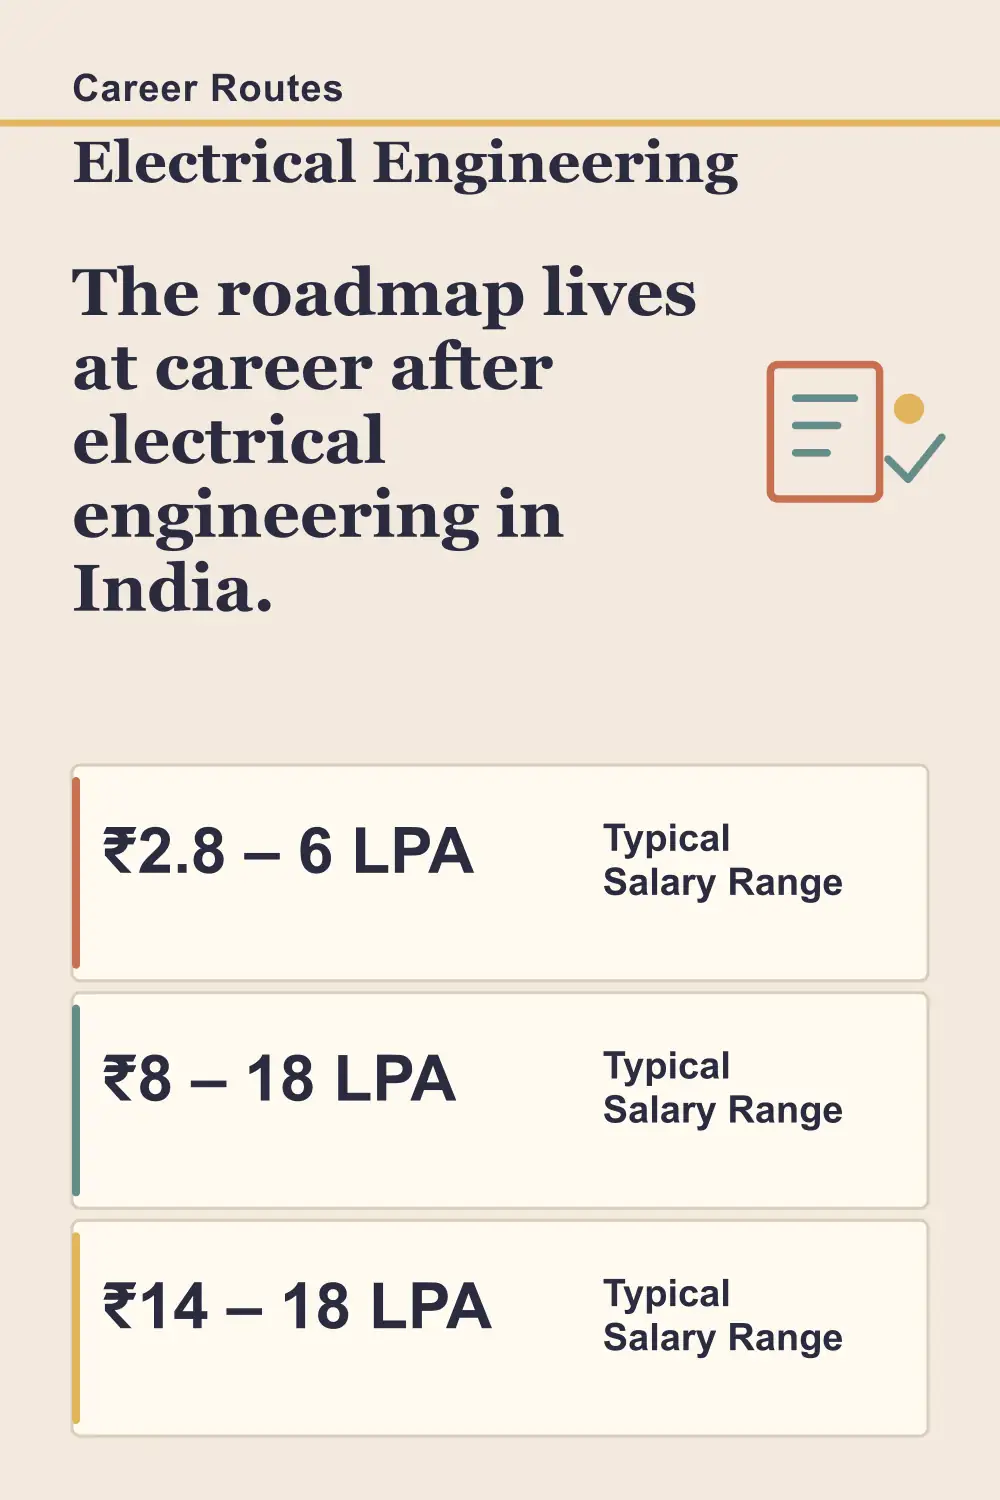 Career Routes
Electrical Engineering
The roadmap lives
at career after
electrical
engineering in
India.
₹2.8 – 6 LPA
Typical
Salary Range
₹8 – 18 LPA
Typical
Salary Range
₹14 – 18 LPA
Typical
Salary Range